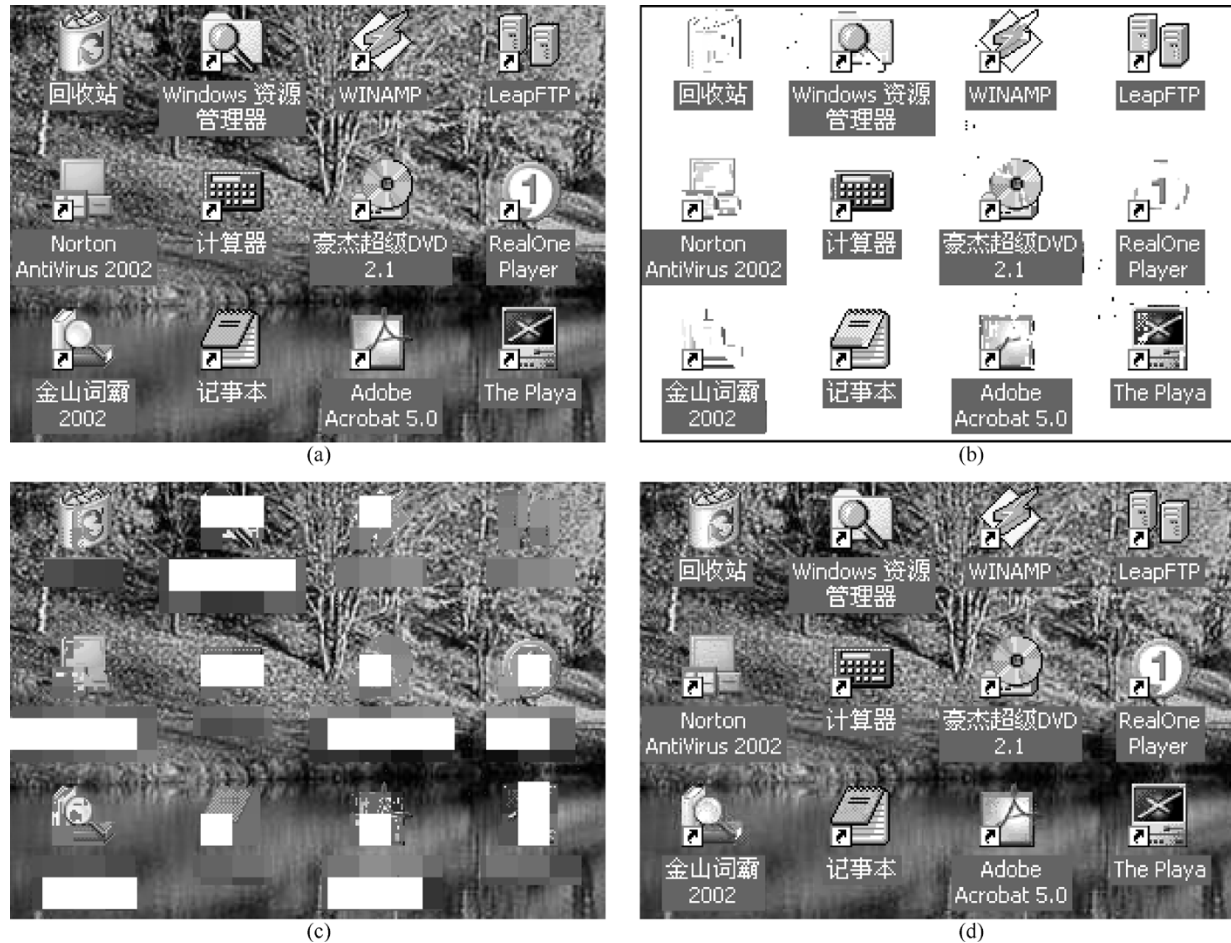 回收站
Windows 资源
管理器
WINAMP
LeapFTP
Norton
AntiVirus 2002
计算器
豪杰超级DVD
2.1
RealOne
Player
金山词霸
2002
记事本
Adobe
Acrobat 5.0
The Playa
(a)
回收站
Windows 资源
管理器
WINAMP
LeapFTP
Norton
AntiVirus 2002
计算器
豪杰超级DVD
2.1
RealOne
Player
金山词霸
2002
记事本
Adobe
Acrobat 5.0
The Playa
(b)
(c)
回收站
Windows 资源
管理器
WINAMP
LeapFTP
Norton
AntiVirus 2002
计算器
豪杰超级DVD
2.1
RealOne
Player
金山词霸
2002
记事本
Adobe
Acrobat 5.0
The Playa
(d)